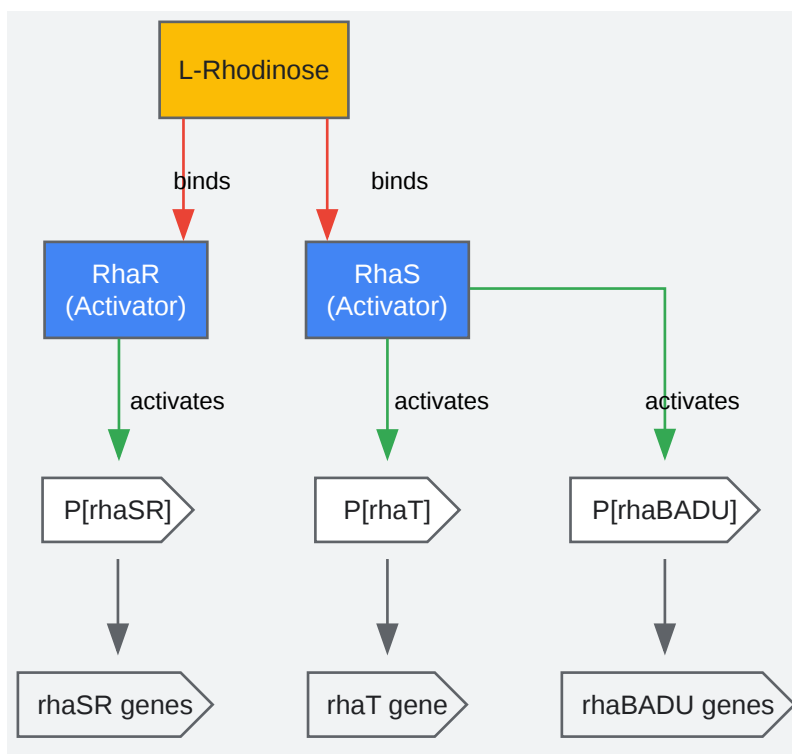 L-Rhodinose
binds
binds
RhaR
(Activator)
RhaS
(Activator)
activates
activates
activates
P[rhaSR]
P[rhaT]
P[rhaBADU]
rhaSR genes
rhaT gene
rhaBADU genes